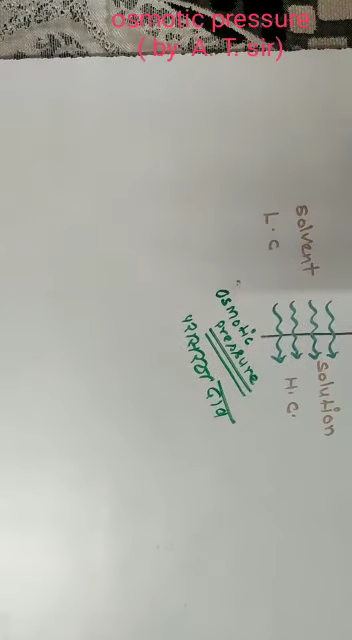 osmotic pressure
( by: A. T. sir)
solvent
L.C
solution
H.C.
osmotic
pressure
परासरण दाब